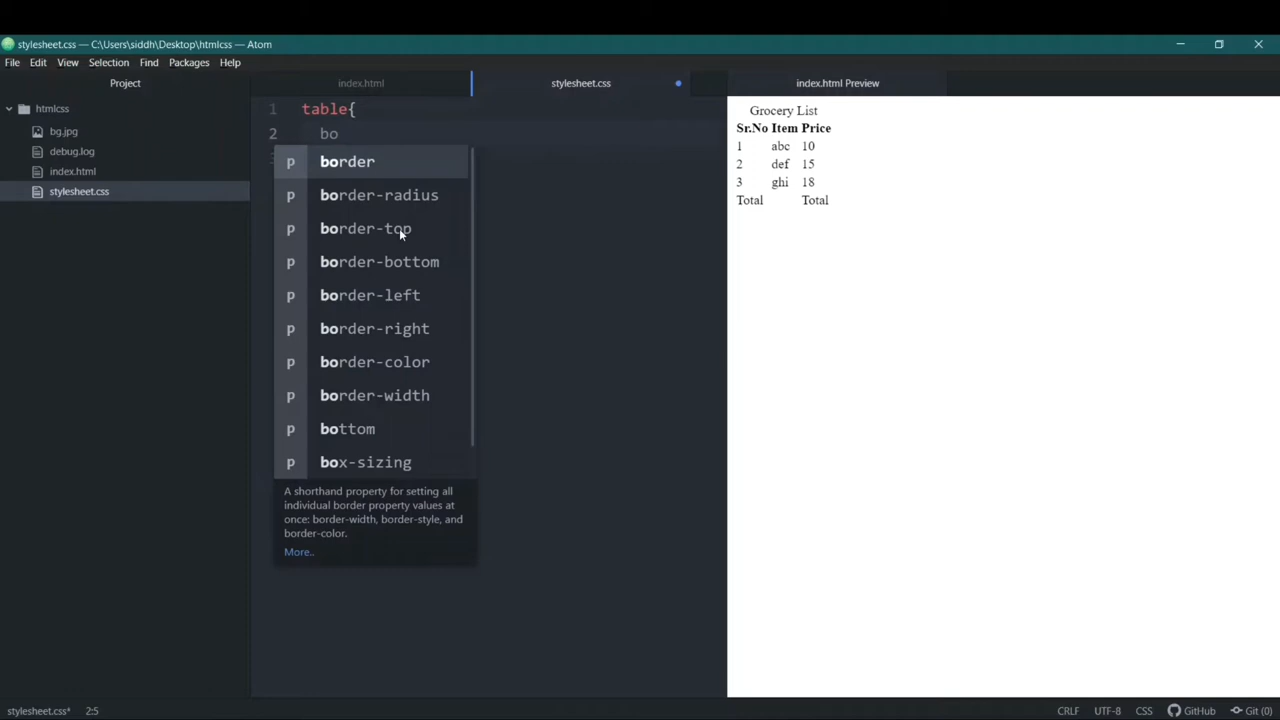 stylesheet.css — C:\Users\siddh\Desktop\htmlcss — Atom
File Edit View Selection Find Packages Help
Project
index.html
stylesheet.css
index.html Preview
htmlcss
bg.jpg
debug.log
index.html
stylesheet.css
1 table{
2 bo
p border
p border-radius
p border-top
p border-bottom
p border-left
p border-right
p border-color
p border-width
p bottom
p box-sizing
A shorthand property for setting all
individual border property values at
once: border-width, border-style, and
border-color.
More..
Grocery List
Sr.No Item Price
1 abc 10
2 def 15
3 ghi 18
Total Total
stylesheet.css* 2:5
CRLF UTF-8 CSS GitHub Git (0)